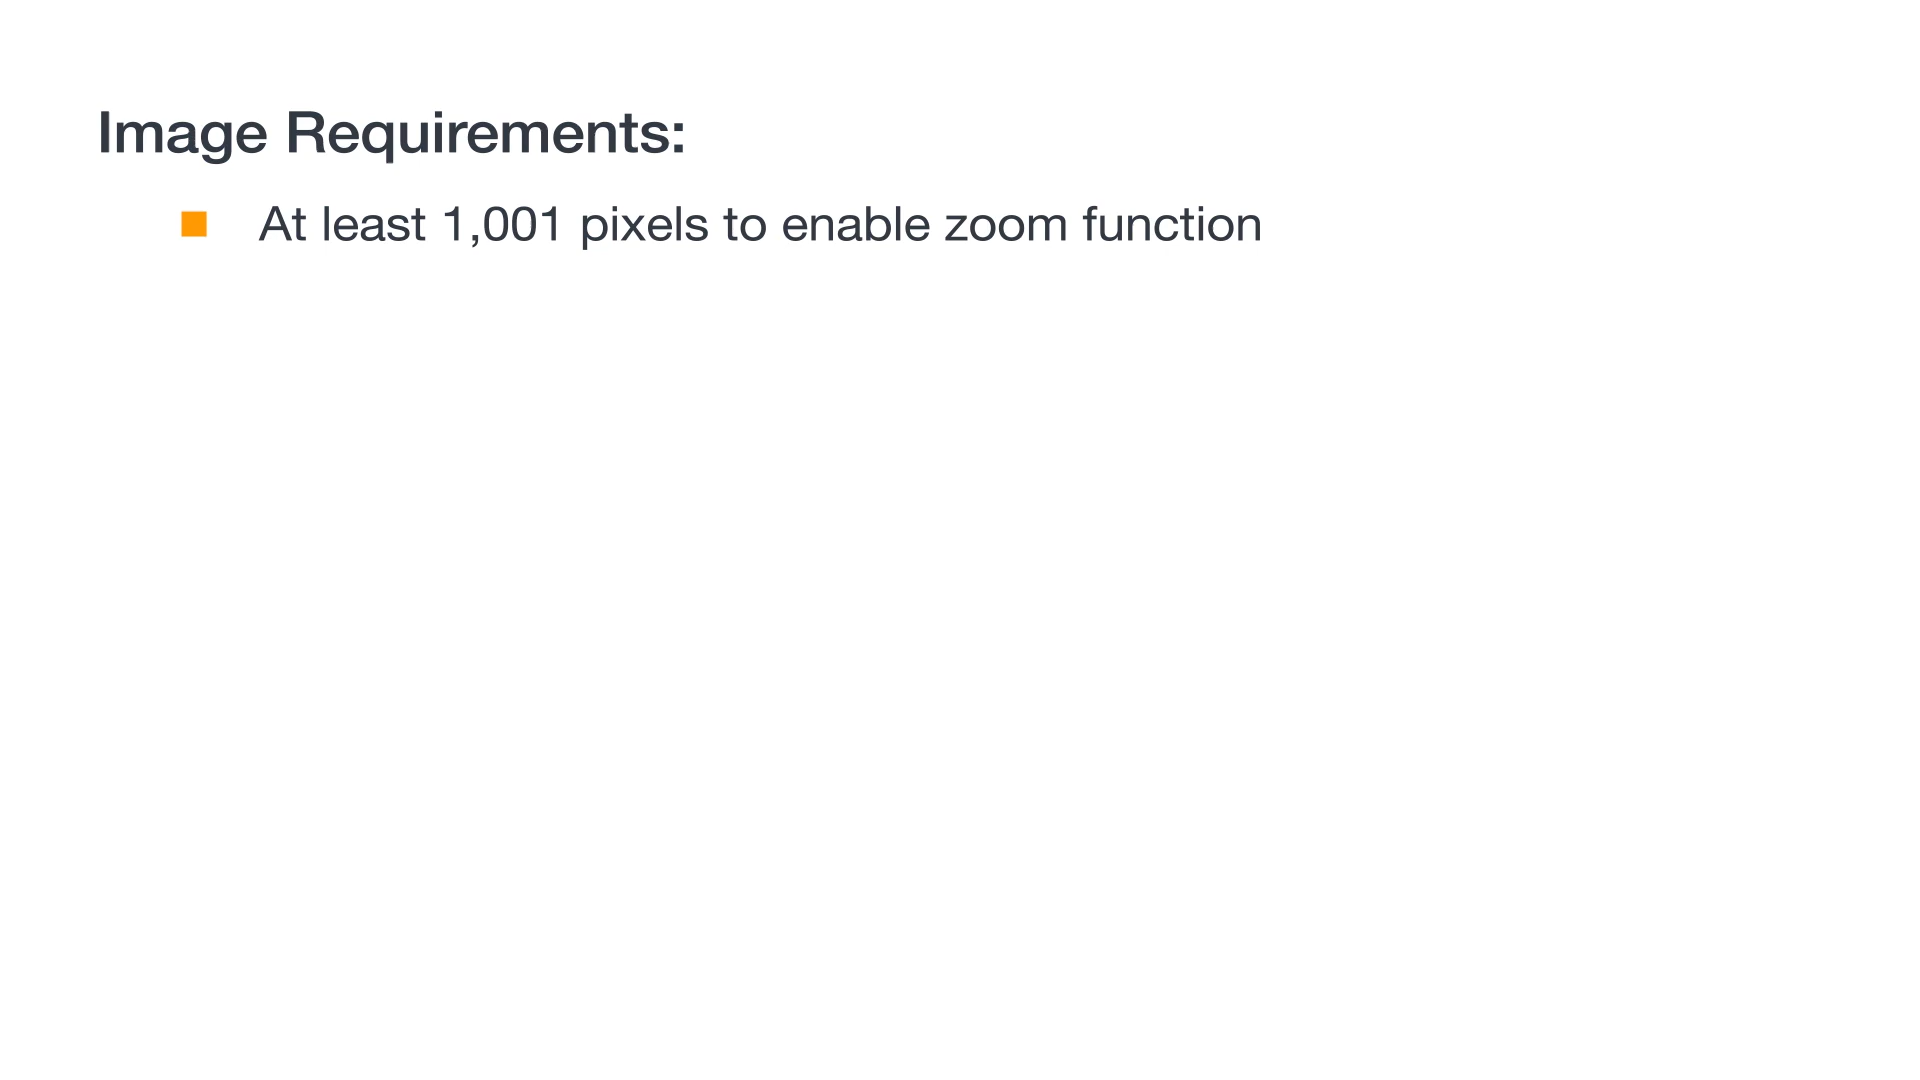 Image Requirements:
At least 1,001 pixels to enable zoom function